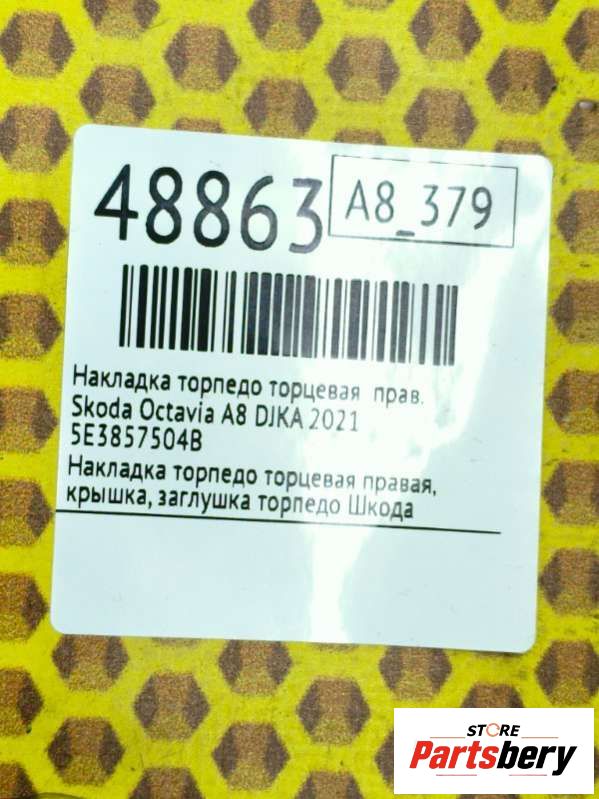 48863
A8_379
Накладка торпедо торцевая прав.
Skoda Octavia A8 DJKA 2021
5E3857504B
Накладка торпедо торцевая правая,
крышка, заглушка торпедо Шкода
STORE
Partsbery